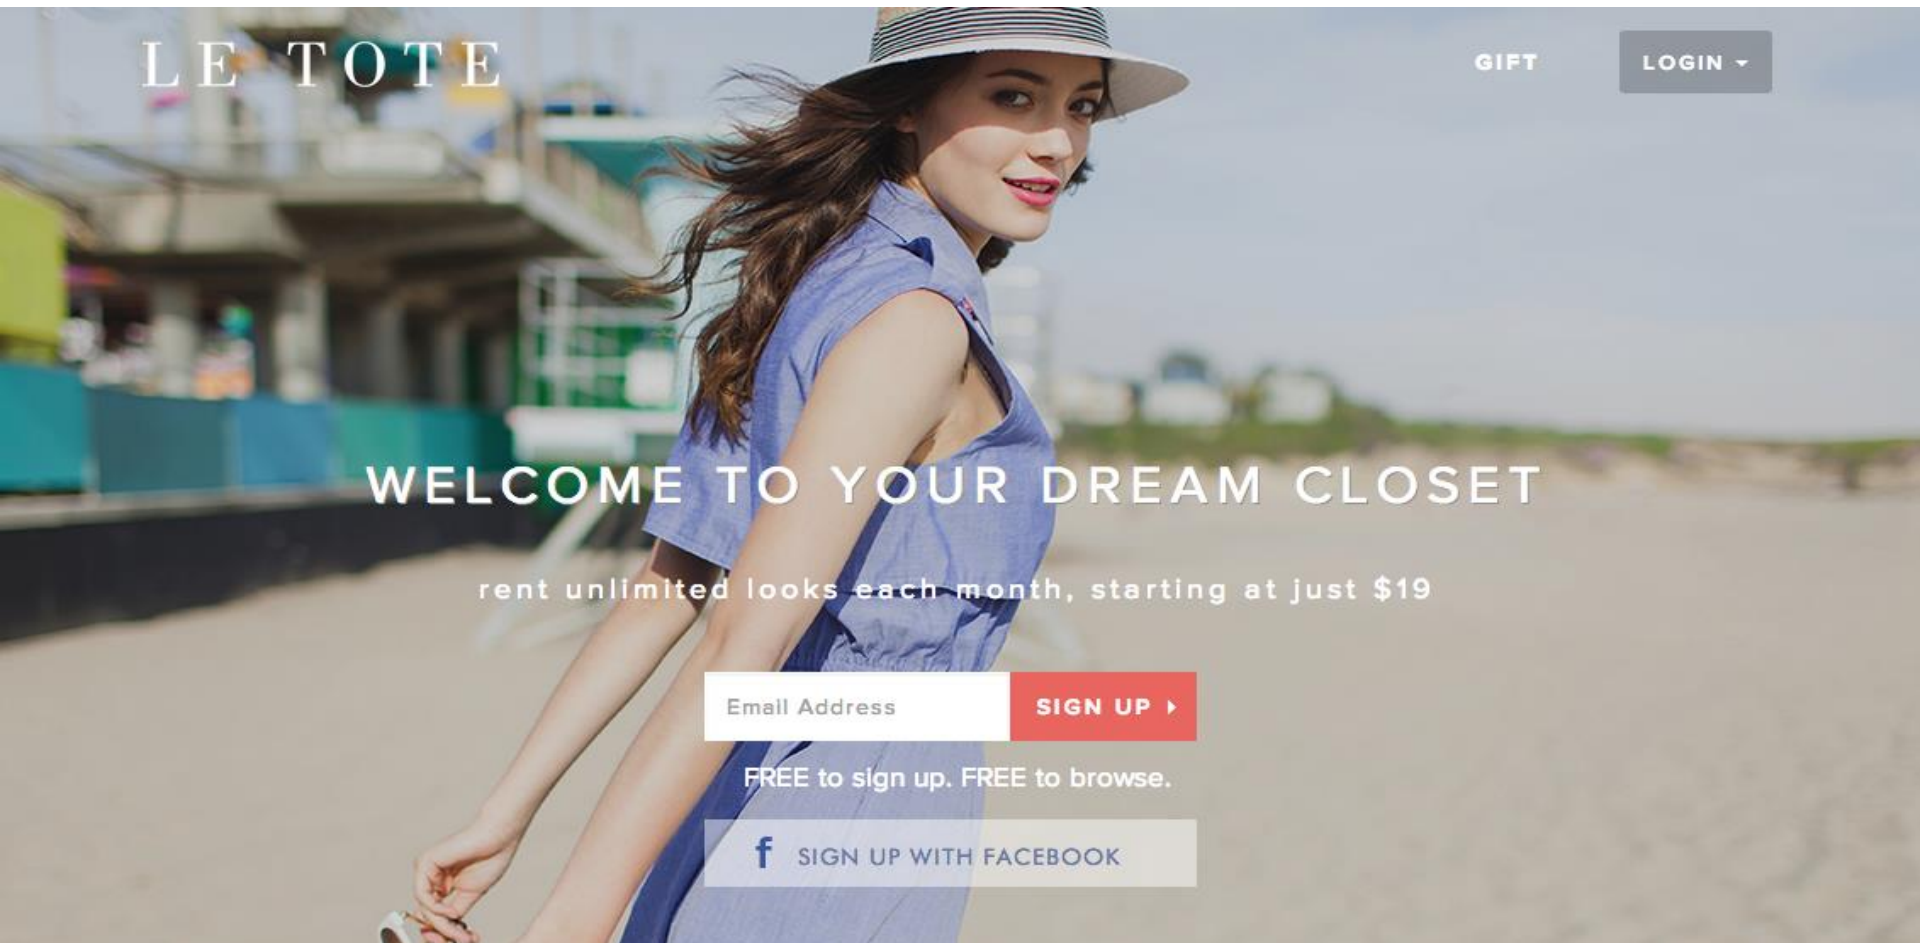 LE TOTE
GIFT
LOGIN
WELCOME TO YOUR DREAM CLOSET
rent unlimited looks each month, starting at just $19
Email Address
SIGN UP
FREE to sign up. FREE to browse.
f SIGN UP WITH FACEBOOK